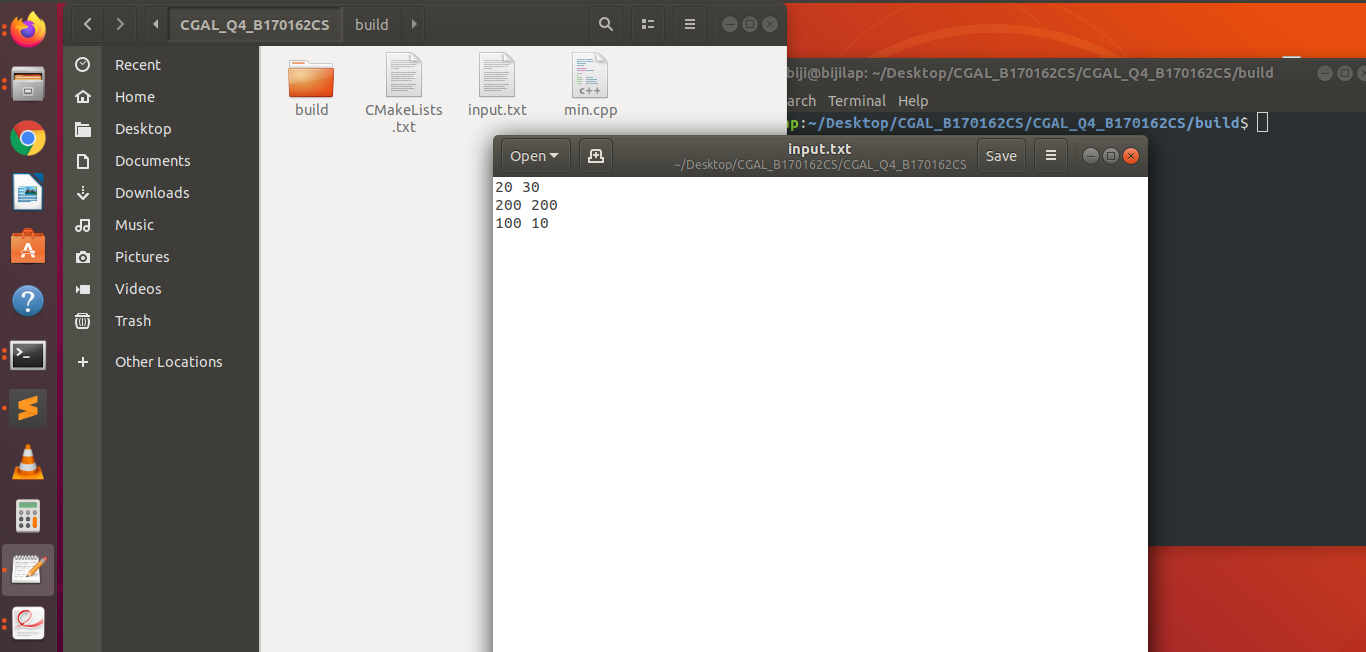 CGAL_Q4_B170162CS build
Recent
Home
Desktop
Documents
Downloads
Music
Pictures
Videos
Trash
Other Locations
build
CMakeLists
.txt
input.txt
c++
min.cpp
biji@bijilap: ~/Desktop/CGAL_B170162CS/CGAL_Q4_B170162CS/build
arch Terminal Help
ap:~/Desktop/CGAL_B170162CS/CGAL_Q4_B170162CS/build$
Open
input.txt
~/Desktop/CGAL_B170162CS/CGAL_Q4_B170162CS
Save
20 30
200 200
100 10